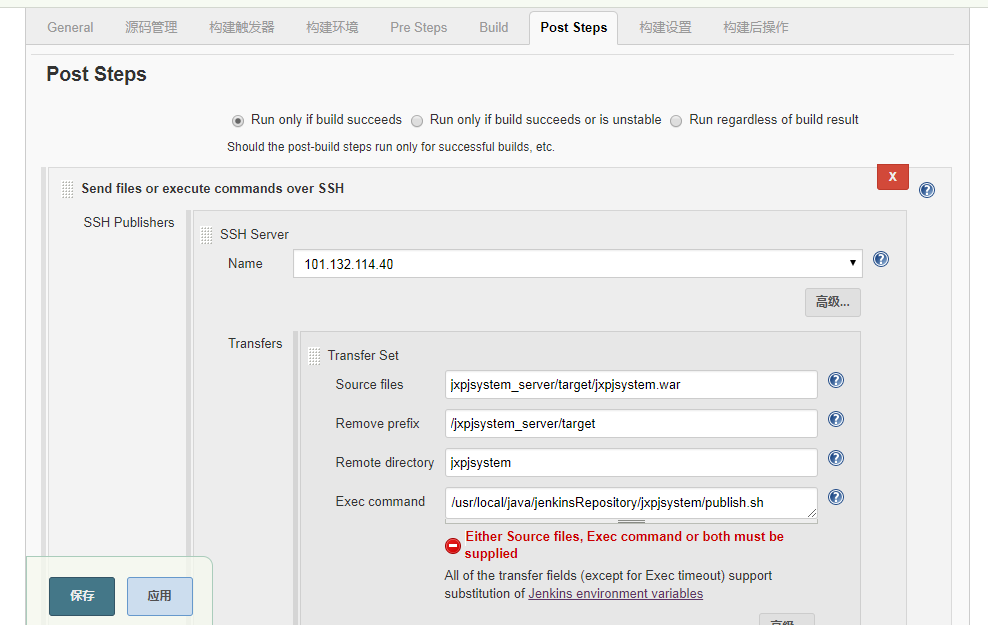 General 源码管理 构建触发器 构建环境 Pre Steps Build Post Steps 构建设置 构建后操作
Post Steps
Run only if build succeeds Run only if build succeeds or is unstable Run regardless of build result
Should the post-build steps run only for successful builds, etc.
X
Send files or execute commands over SSH
SSH Publishers
SSH Server
Name 101.132.114.40
高级...
Transfers
Transfer Set
Source files jxpjsystem_server/target/jxpjsystem.war
Remove prefix /jxpjsystem_server/target
Remote directory jxpjsystem
Exec command /usr/local/java/jenkinsRepository/jxpjsystem/publish.sh
Either Source files, Exec command or both must be
supplied
All of the transfer fields (except for Exec timeout) support
substitution of Jenkins environment variables
保存 应用
高级...